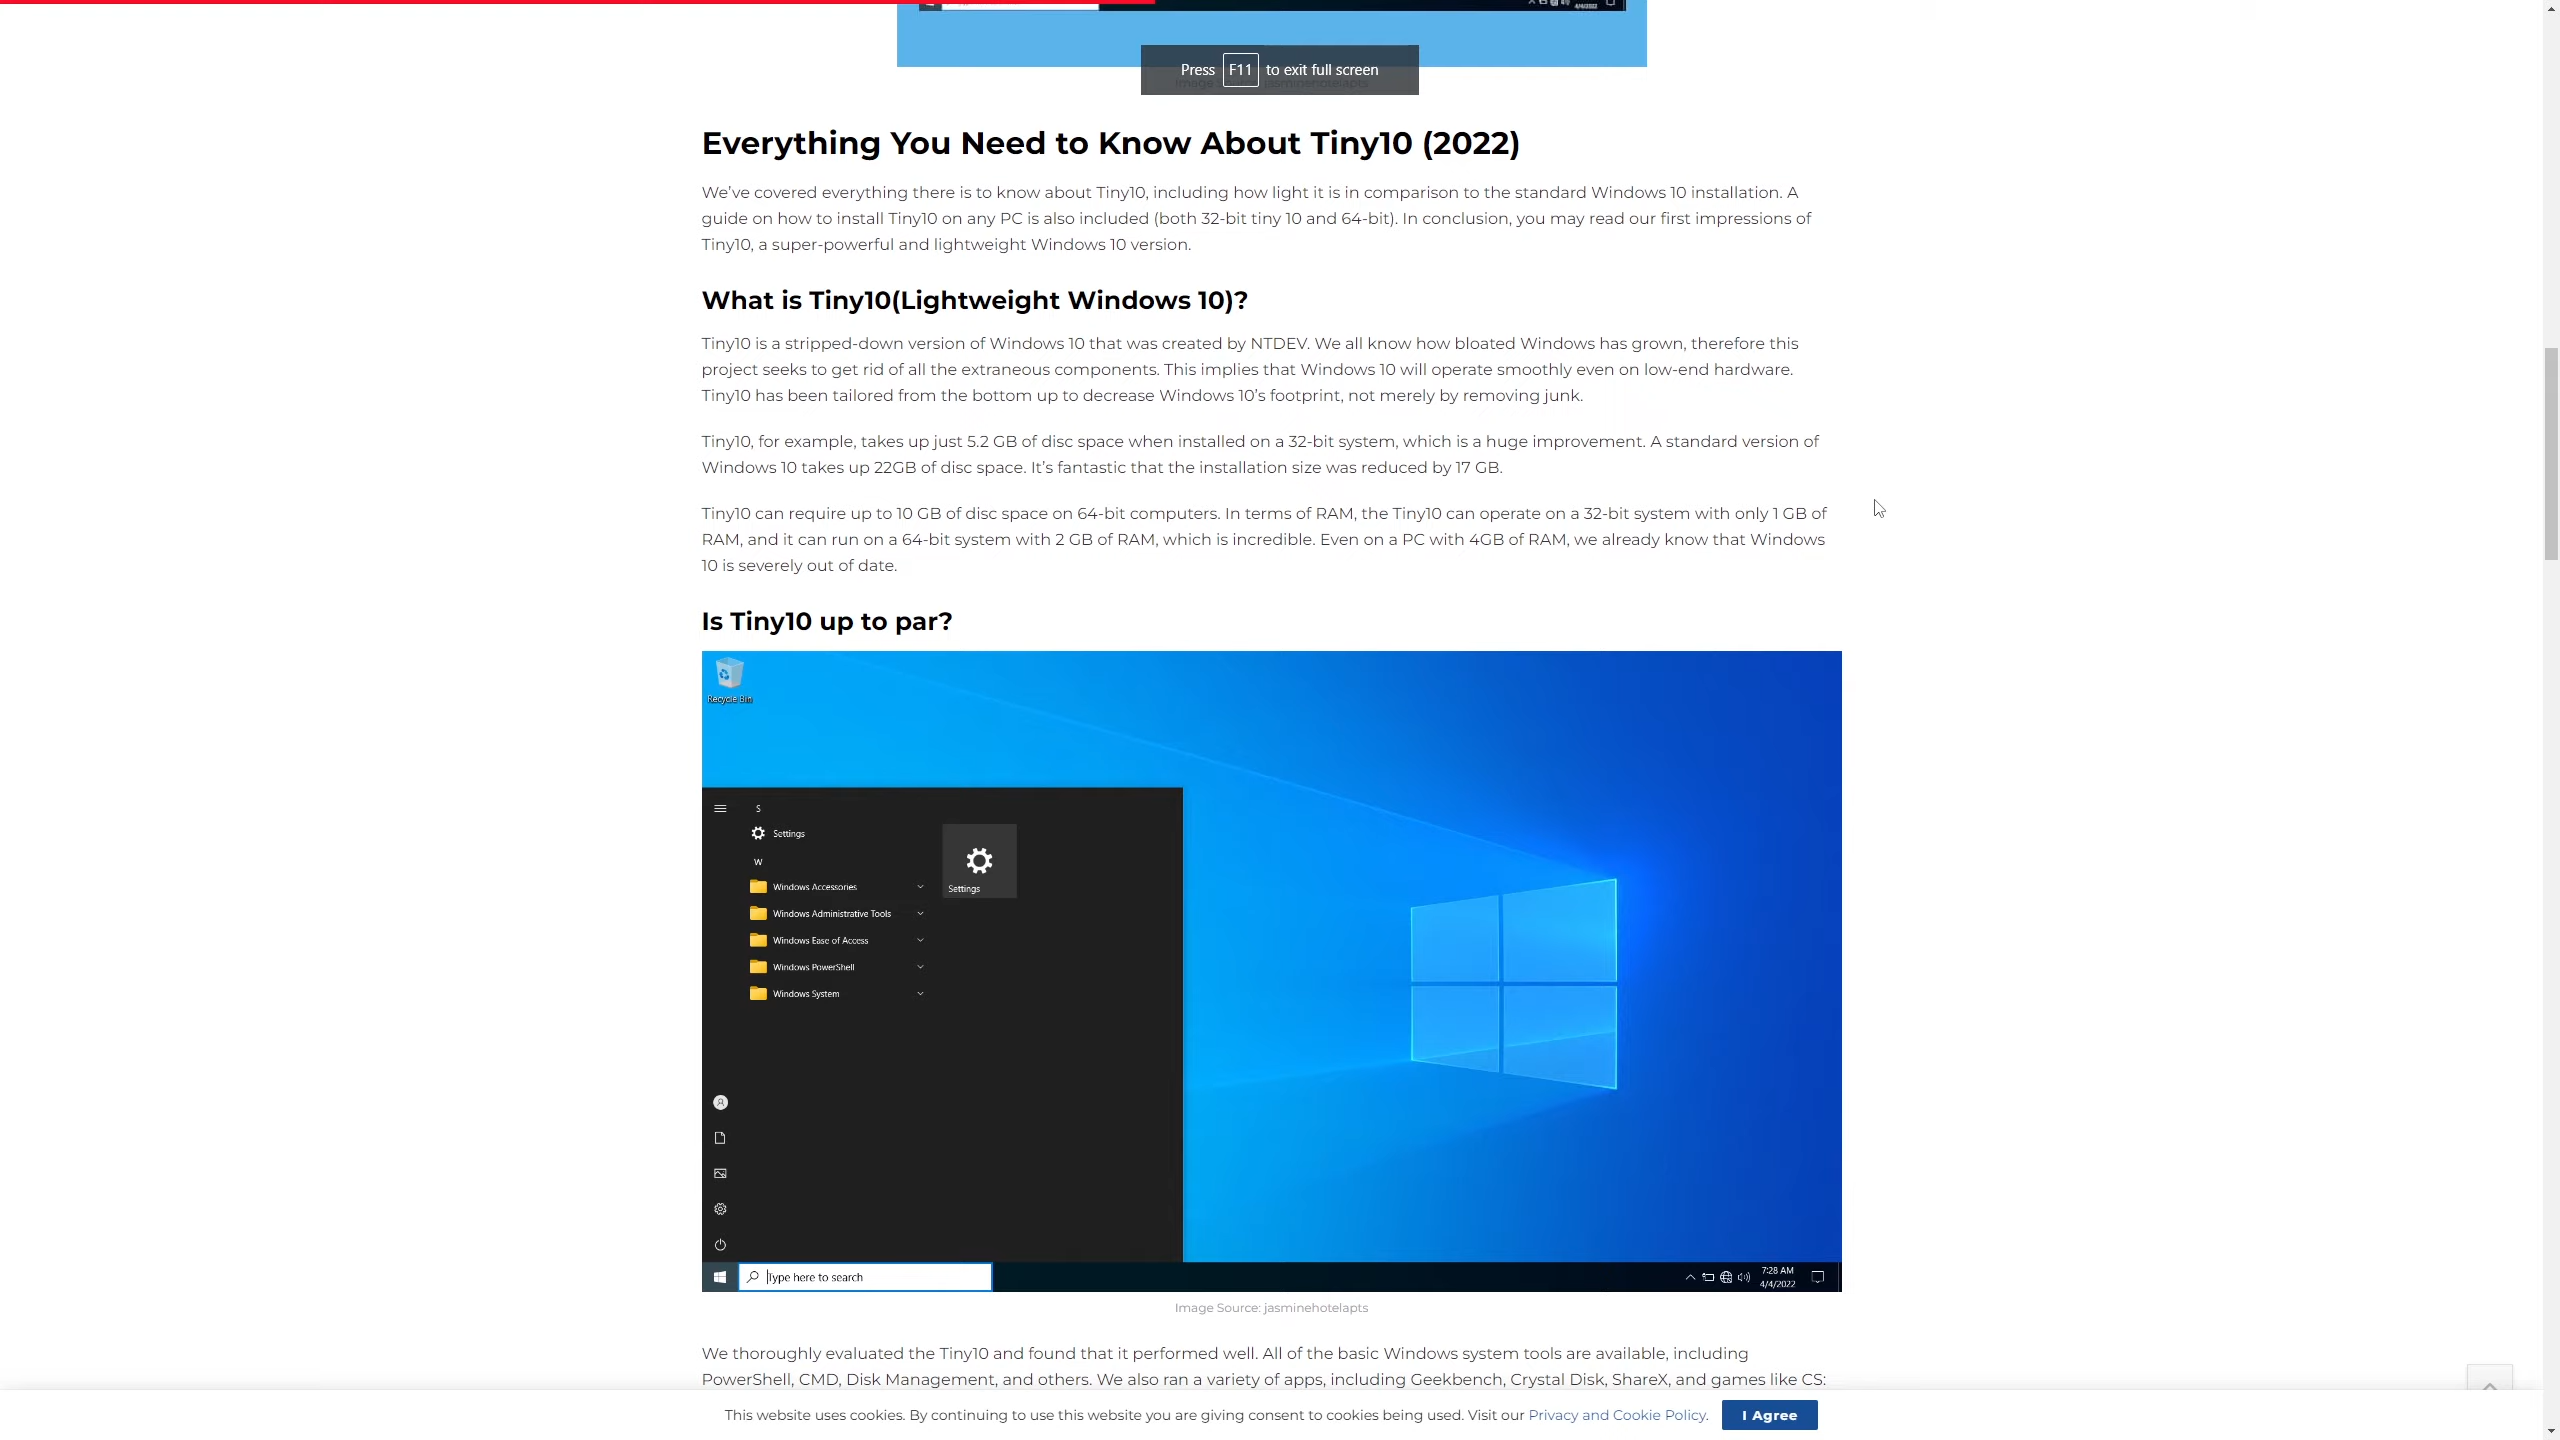 4/4/2022
Press F11 to exit full screen
Everything You Need to Know About Tiny10 (2022)
We've covered everything there is to know about Tiny10, including how light it is in comparison to the standard Windows 10 installation. A
guide on how to install Tiny10 on any PC is also included (both 32-bit tiny 10 and 64-bit). In conclusion, you may read our first impressions of
Tiny10, a super-powerful and lightweight Windows 10 version.
What is Tiny10(Lightweight Windows 10)?
Tiny10 is a stripped-down version of Windows 10 that was created by NTDEV. We all know how bloated Windows has grown, therefore this
project seeks to get rid of all the extraneous components. This implies that Windows 10 will operate smoothly even on low-end hardware.
Tiny10 has been tailored from the bottom up to decrease Windows 10's footprint, not merely by removing junk.
Tiny10, for example, takes up just 5.2 GB of disc space when installed on a 32-bit system, which is a huge improvement. A standard version of
Windows 10 takes up 22GB of disc space. It's fantastic that the installation size was reduced by 17 GB.
Tiny10 can require up to 10 GB of disc space on 64-bit computers. In terms of RAM, the Tiny10 can operate on a 32-bit system with only 1 GB of
RAM, and it can run on a 64-bit system with 2 GB of RAM, which is incredible. Even on a PC with 4GB of RAM, we already know that Windows
10 is severely out of date.
Is Tiny10 up to par?
Recycle Bin
S
Settings
W
Windows Accessories
Windows Administrative Tools
Windows Ease of Access
Windows PowerShell
Windows System
Settings
Type here to search
7:28 AM
4/4/2022
Image Source: jasminehotelapts
We thoroughly evaluated the Tiny10 and found that it performed well. All of the basic Windows system tools are available, including
PowerShell, CMD, Disk Management, and others. We also ran a variety of apps, including Geekbench, Crystal Disk, ShareX, and games like CS:
This website uses cookies. By continuing to use this website you are giving consent to cookies being used. Visit our Privacy and Cookie Policy.
I Agree